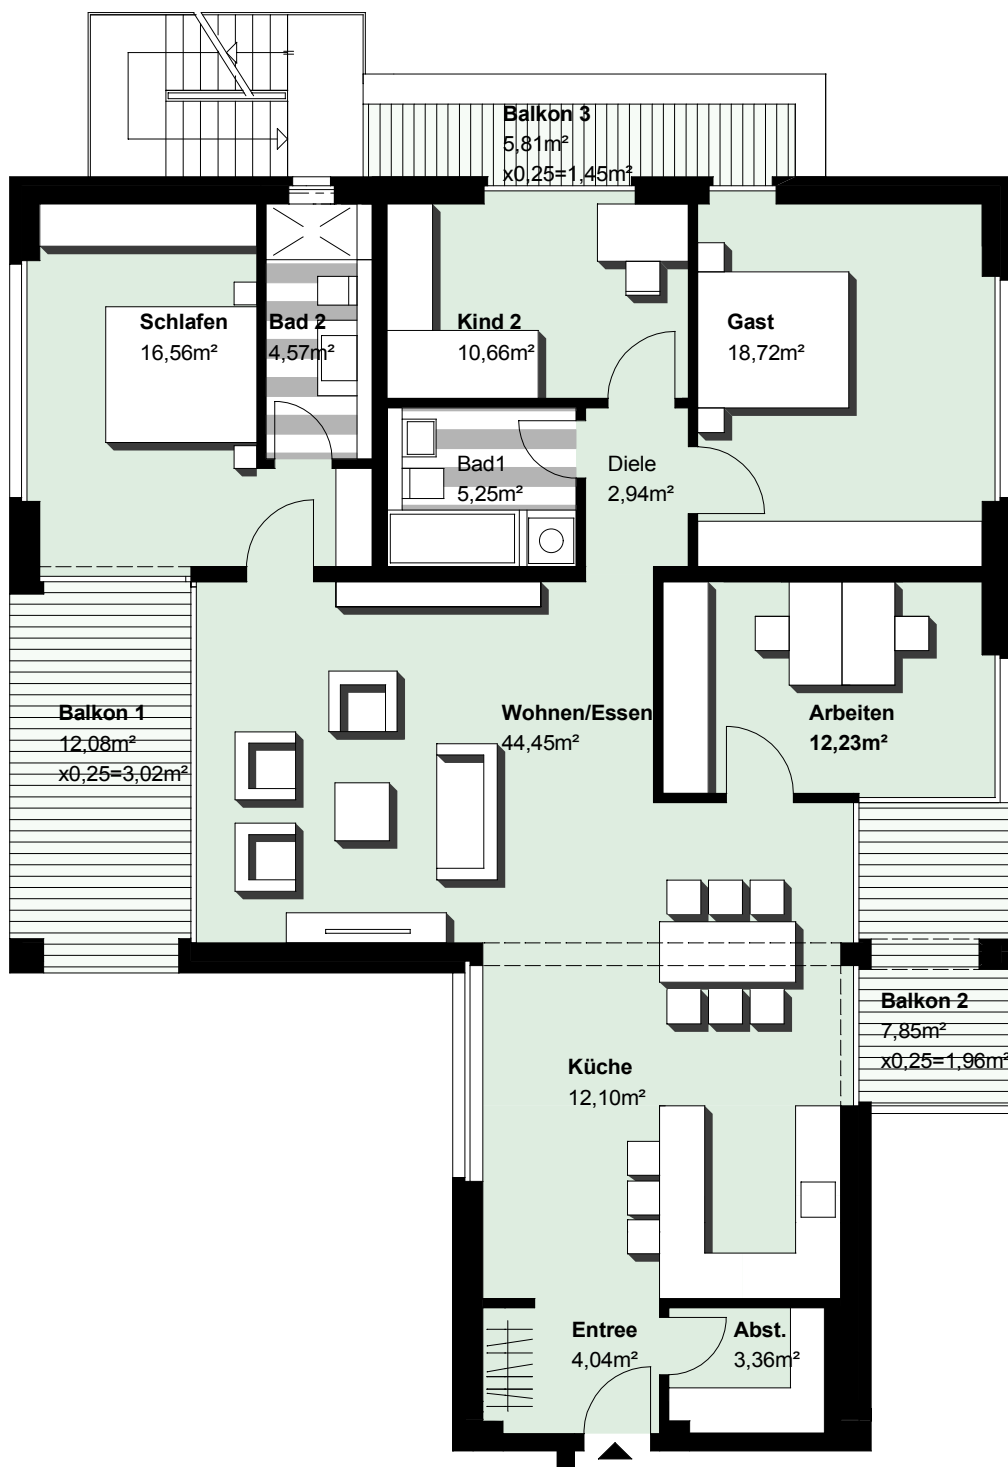 Balkon 3
5,81m²
x0,25=1,45m²
Schlafen
16,56m²
Bad 2
4,57m²
Kind 2
10,66m²
Gast
18,72m²
Bad1
5,25m²
Diele
2,94m²
Balkon 1
12,08m²
x0,25=3,02m²
Wohnen/Essen
44,45m²
Arbeiten
12,23m²
Balkon 2
7,85m²
x0,25=1,96m²
Küche
12,10m²
Entree
4,04m²
Abst.
3,36m²